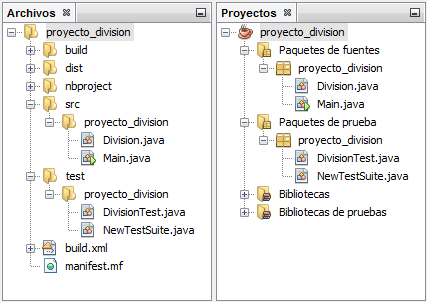 Archivos
proyecto_division
build
dist
nbproject
src
proyecto_division
Division.java
Main.java
test
proyecto_division
DivisionTest.java
NewTestSuite.java
build.xml
manifest.mf
Proyectos
proyecto_division
Paquetes de fuentes
proyecto_division
Division.java
Main.java
Paquetes de prueba
proyecto_division
DivisionTest.java
NewTestSuite.java
Bibliotecas
Bibliotecas de pruebas